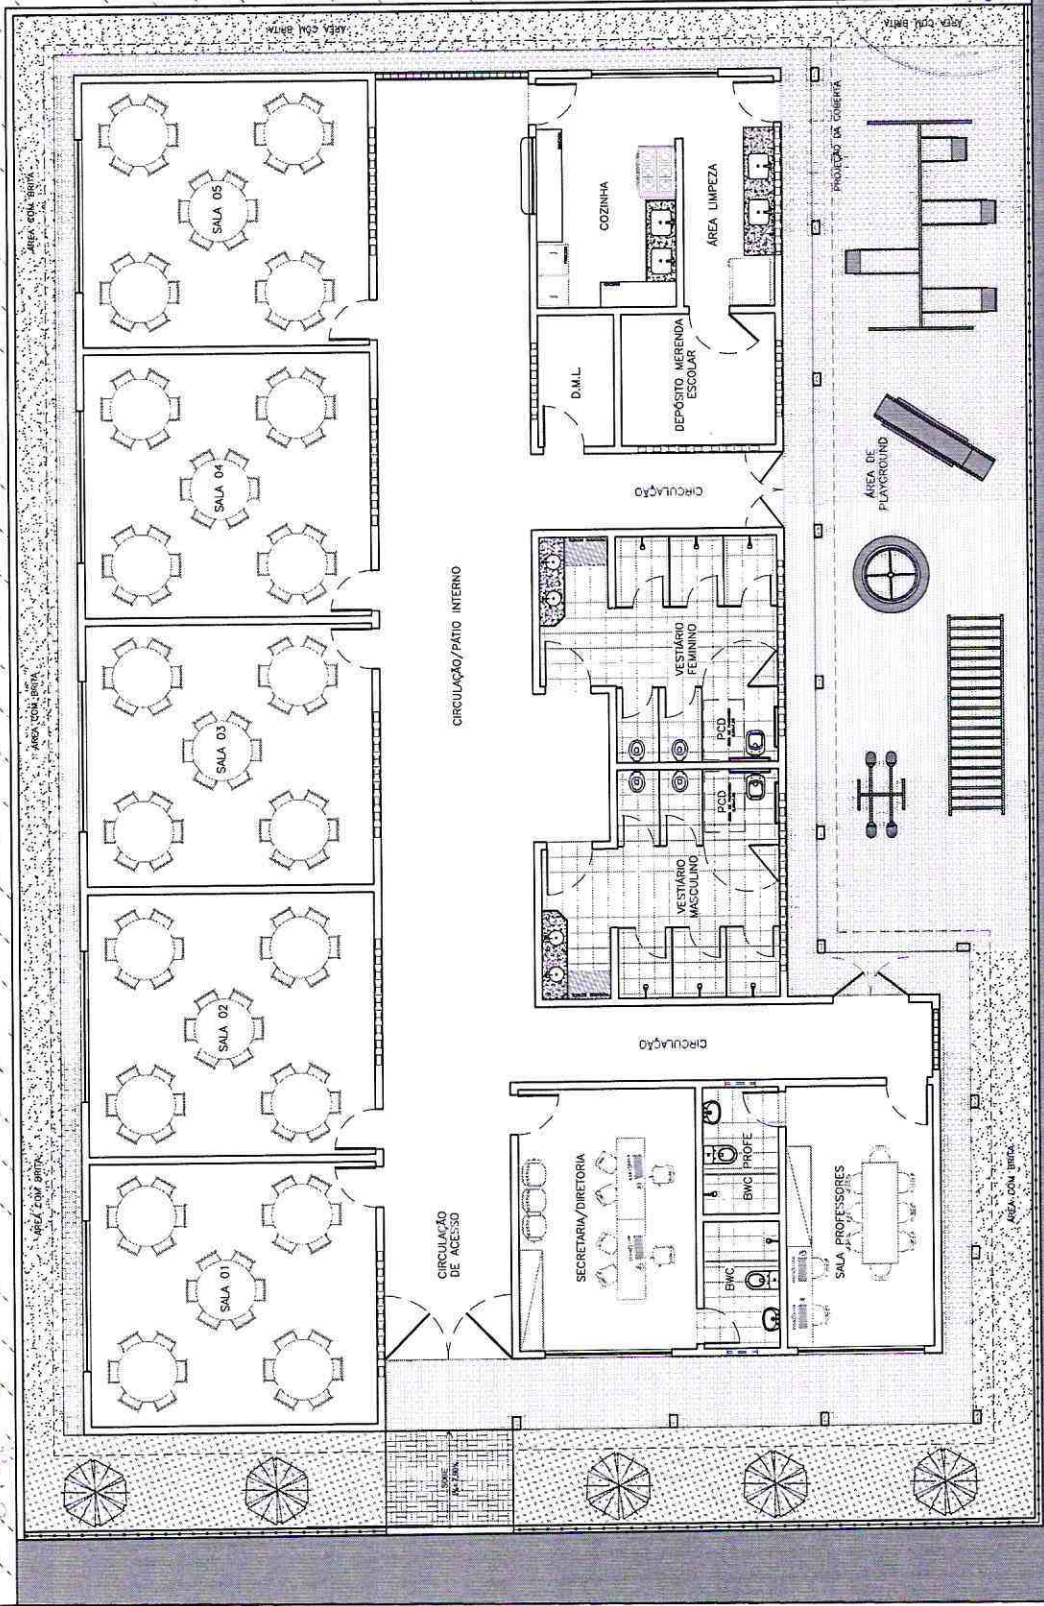 ÁREA COM BRITA
ÁREA COM BRITA
ÁREA COM BRITA
ÁREA COM BRITA
ÁREA COM BRITA
SALA 05
SALA 04
SALA 03
SALA 02
SALA 01
CIRCULAÇÃO/PÁTIO INTERNO
CIRCULAÇÃO
DE ACESSO
COZINHA
ÁREA LIMPEZA
D.M.L
DEPÓSITO MERENDA
ESCOLAR
CIRCULAÇÃO
VESTIÁRIO
FEMININO
PCD
PCD
VESTIÁRIO
MASCULINO
CIRCULAÇÃO
SECRETARIA/DIRETORIA
BWC PROFE
BWC
SALA PROFESSORES
PROJEÇÃO DA COBERTA
ÁREA DE
PLAYGROUND
ÁREA COM BRITA
SOBE